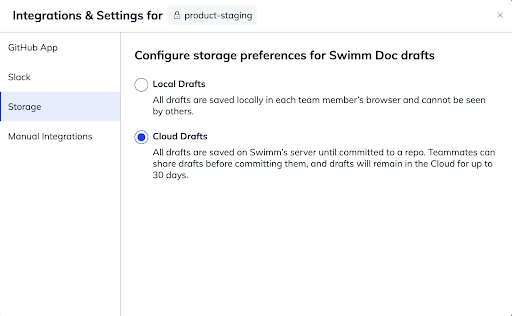 Integrations & Settings for product-staging
GitHub App
Slack
Storage
Manual Integrations
Configure storage preferences for Swimm Doc drafts
Local Drafts
All drafts are saved locally in each team member's browser and cannot be seen
by others.
Cloud Drafts
All drafts are saved on Swimm's server until committed to a repo. Teammates can
share drafts before committing them, and drafts will remain in the Cloud for up to
30 days.